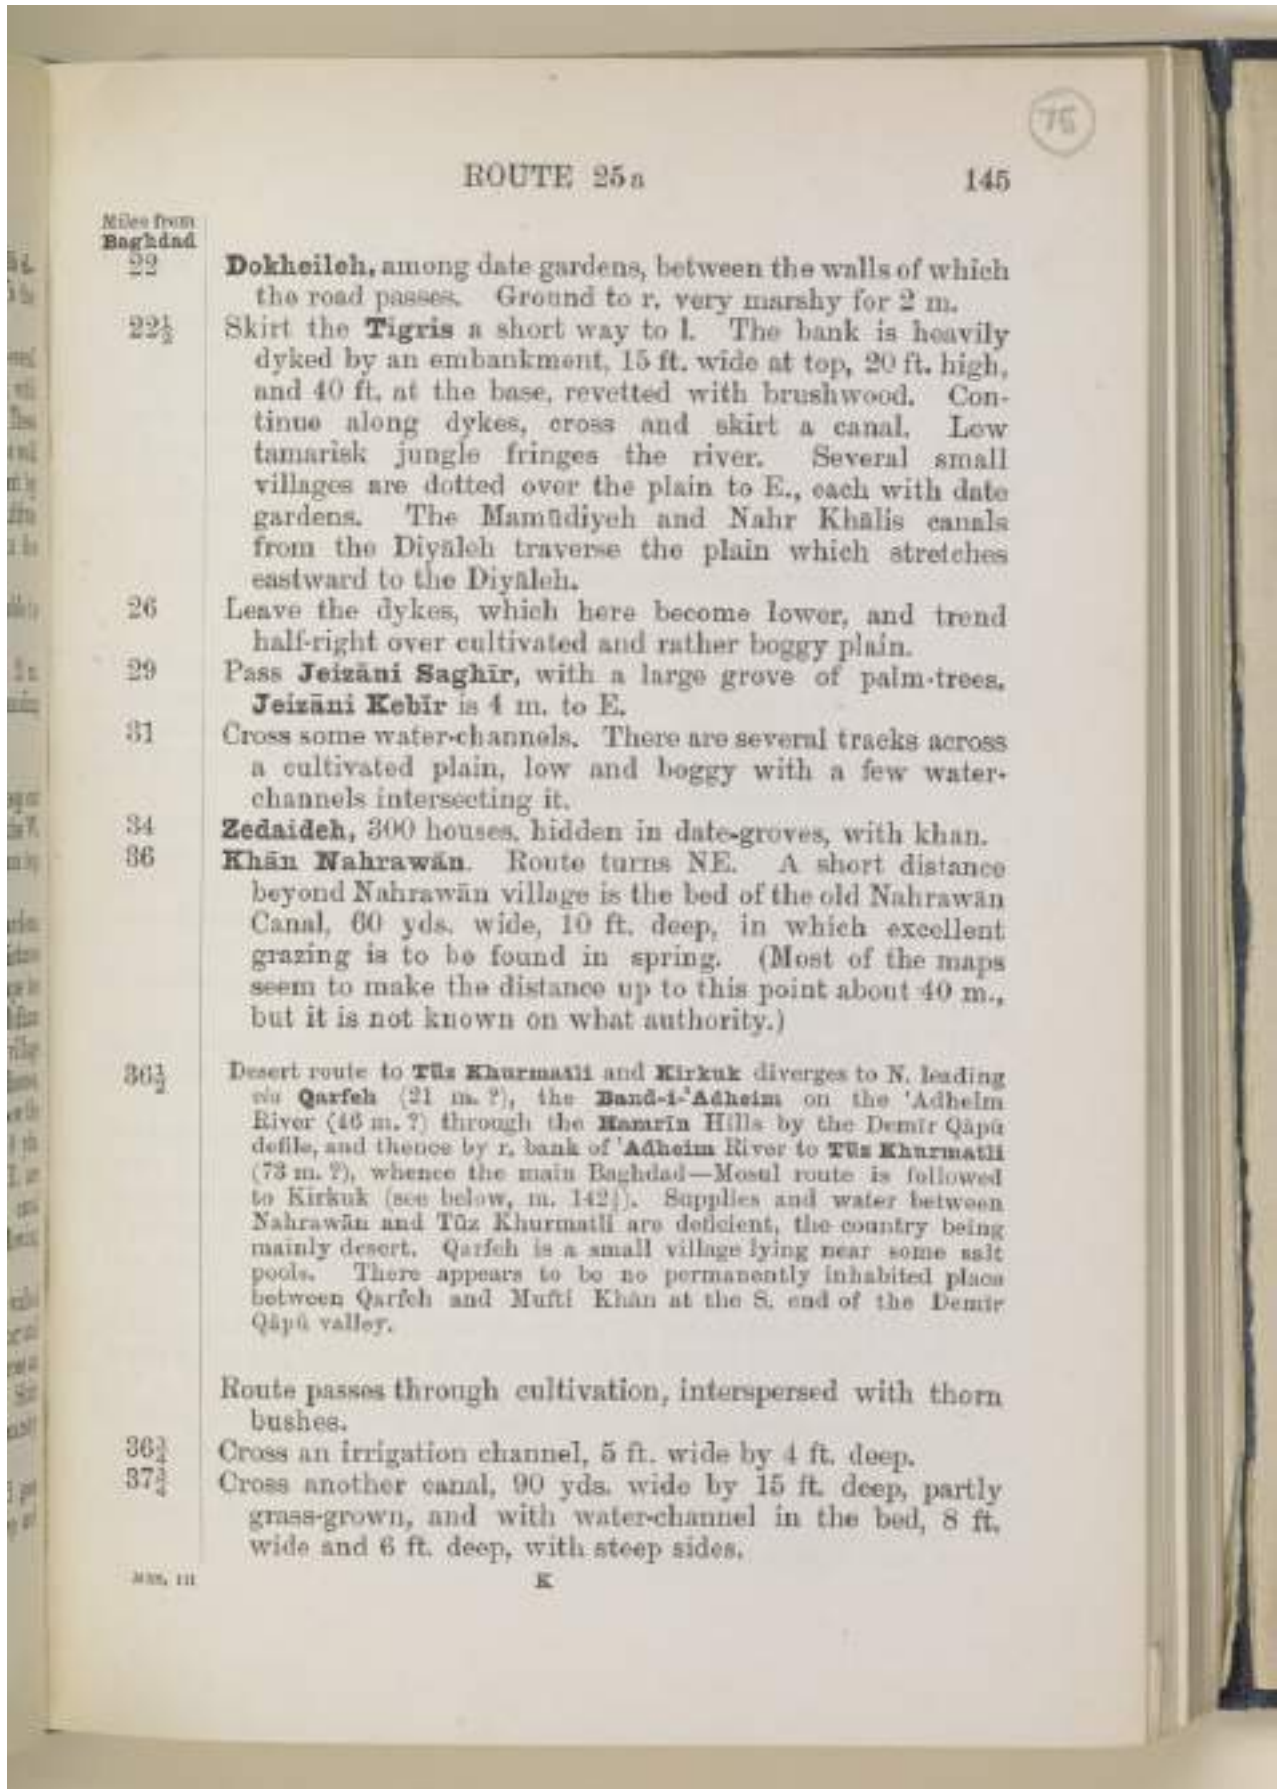 75
ROUTE 25 a
145
Miles from
Baghdad
22 Dokheileh, among date gardens, between the walls of which
the road passes. Ground to r. very marshy for 2 m.
22½ Skirt the Tigris a short way to l. The bank is heavily
dyked by an embankment, 15 ft. wide at top, 20 ft. high,
and 40 ft. at the base, revetted with brushwood. Con-
tinue along dykes, cross and skirt a canal. Low
tamarisk jungle fringes the river. Several small
villages are dotted over the plain to E., each with date
gardens. The Mamūdiyeh and Nahr Khālis canals
from the Diyāleh traverse the plain which stretches
eastward to the Diyāleh.
26 Leave the dykes, which here become lower, and trend
half-right over cultivated and rather boggy plain.
29 Pass Jeizāni Saghīr, with a large grove of palm-trees.
Jeizāni Kebīr is 4 m. to E.
31 Cross some water-channels. There are several tracks across
a cultivated plain, low and boggy with a few water-
channels intersecting it.
34 Zedaideh, 300 houses, hidden in date-groves, with khan.
36 Khān Nahrawān. Route turns NE. A short distance
beyond Nahrawān village is the bed of the old Nahrawān
Canal, 60 yds. wide, 10 ft. deep, in which excellent
grazing is to be found in spring. (Most of the maps
seem to make the distance up to this point about 40 m.,
but it is not known on what authority.)
36½ Desert route to Tūz Khurmatli and Kirkuk diverges to N. leading
via Qarfeh (21 m. ?), the Band-i-'Adheim on the 'Adheim
River (46 m. ?) through the Hamrīn Hills by the Demīr Qāpū
defile, and thence by r. bank of 'Adheim River to Tūz Khurmatli
(73 m. ?), whence the main Baghdad—Mosul route is followed
to Kirkuk (see below, m. ). Supplies and water between
Nahrawān and Tūz Khurmatli are deficient, the country being
mainly desert. Qarfeh is a small village lying near some salt
pools. There appears to be no permanently inhabited place
between Qarfeh and Mufti Khān at the S. end of the Demīr
Qāpū valley.
Route passes through cultivation, interspersed with thorn
bushes.
36¾ Cross an irrigation channel, 5 ft. wide by 4 ft. deep.
37¾ Cross another canal, 90 yds. wide by 15 ft. deep, partly
grass-grown, and with water-channel in the bed, 8 ft.
wide and 6 ft. deep, with steep sides.
MES. III
K